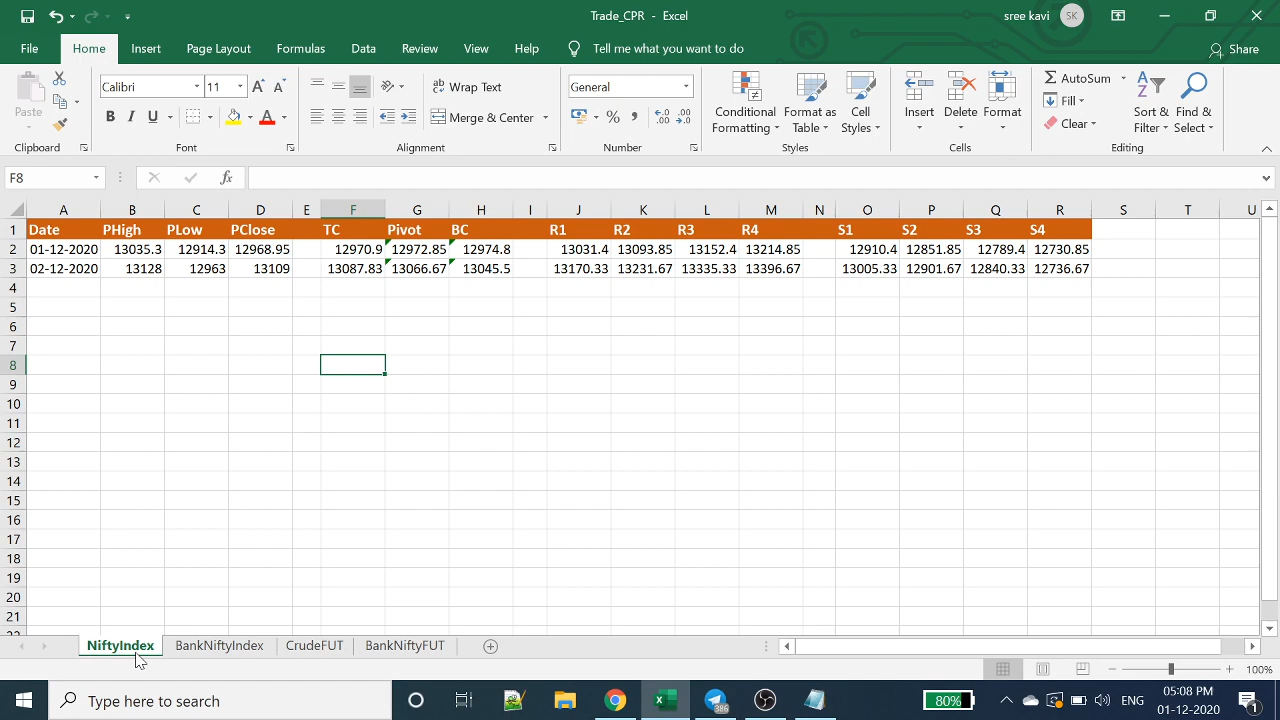 Trade_CPR - Excel
sree kavi
SK
File Home Insert Page Layout Formulas Data Review View Help Tell me what you want to do Share
Paste
Clipboard
Calibri 11
B I U
Font
Wrap Text
Merge & Center
Alignment
General
Number
Conditional Formatting
Format as Table
Cell Styles
Styles
Insert
Delete
Format
Cells
AutoSum
Fill
Clear
Sort & Filter
Find & Select
Editing
F8
fx
A B C D E F G H I J K L M N O P Q R S T U
1 Date PHigh PLow PClose TC Pivot BC R1 R2 R3 R4 S1 S2 S3 S4
2 01-12-2020 13035.3 12914.3 12968.95 12970.9 12972.85 12974.8 13031.4 13093.85 13152.4 13214.85 12910.4 12851.85 12789.4 12730.85
3 02-12-2020 13128 12963 13109 13087.83 13066.67 13045.5 13170.33 13231.67 13335.33 13396.67 13005.33 12901.67 12840.33 12736.67
4
5
6
7
8
9
10
11
12
13
14
15
16
17
18
19
20
21
NiftyIndex BankNiftyIndex CrudeFUT BankNiftyFUT
100%
Type here to search
386
80%
ENG
05:08 PM
01-12-2020
1